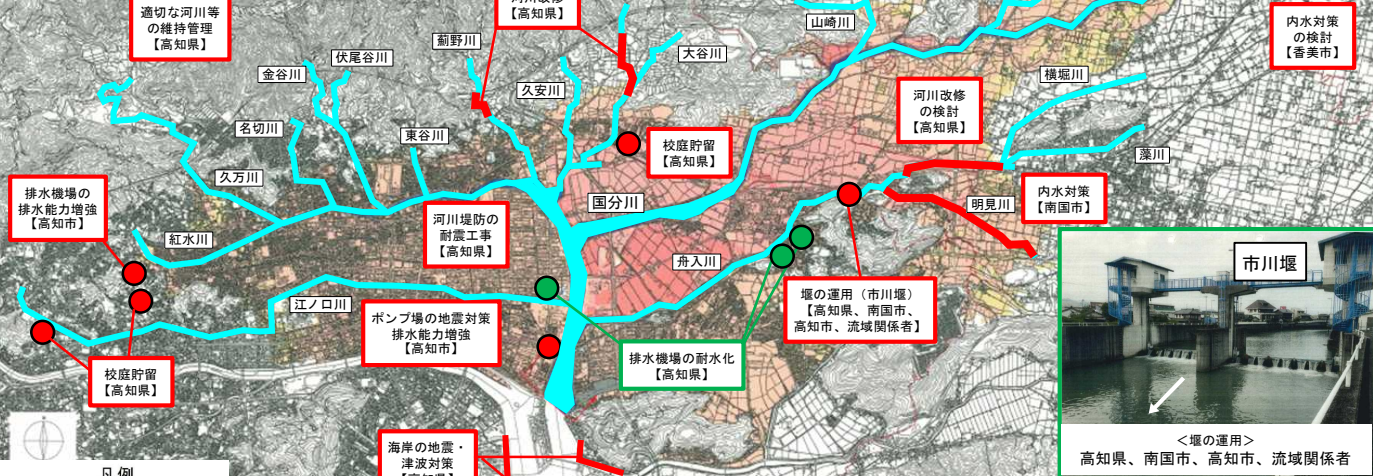 適切な河川等
の維持管理
【高知県】
河川改修
【高知県】
山崎川
内水対策
の検討
【香美市】
薊野川
大谷川
伏尾谷川
金谷川
久安川
横堀川
河川改修
の検討
【高知県】
名切川
東谷川
校庭貯留
【高知県】
藻川
久万川
排水機場の
排水能力増強
【高知市】
河川堤防の
耐震工事
【高知県】
国分川
内水対策
【南国市】
明見川
紅水川
舟入川
市川堰
江ノ口川
ポンプ場の地震対策
排水能力増強
【高知市】
堰の運用（市川堰）
【高知県、南国市、
高知市、流域関係者】
排水機場の耐水化
【高知県】
校庭貯留
【高知県】
海岸の地震・
津波対策
【高知県】
＜堰の運用＞
高知県、南国市、高知市、流域関係者
凡例